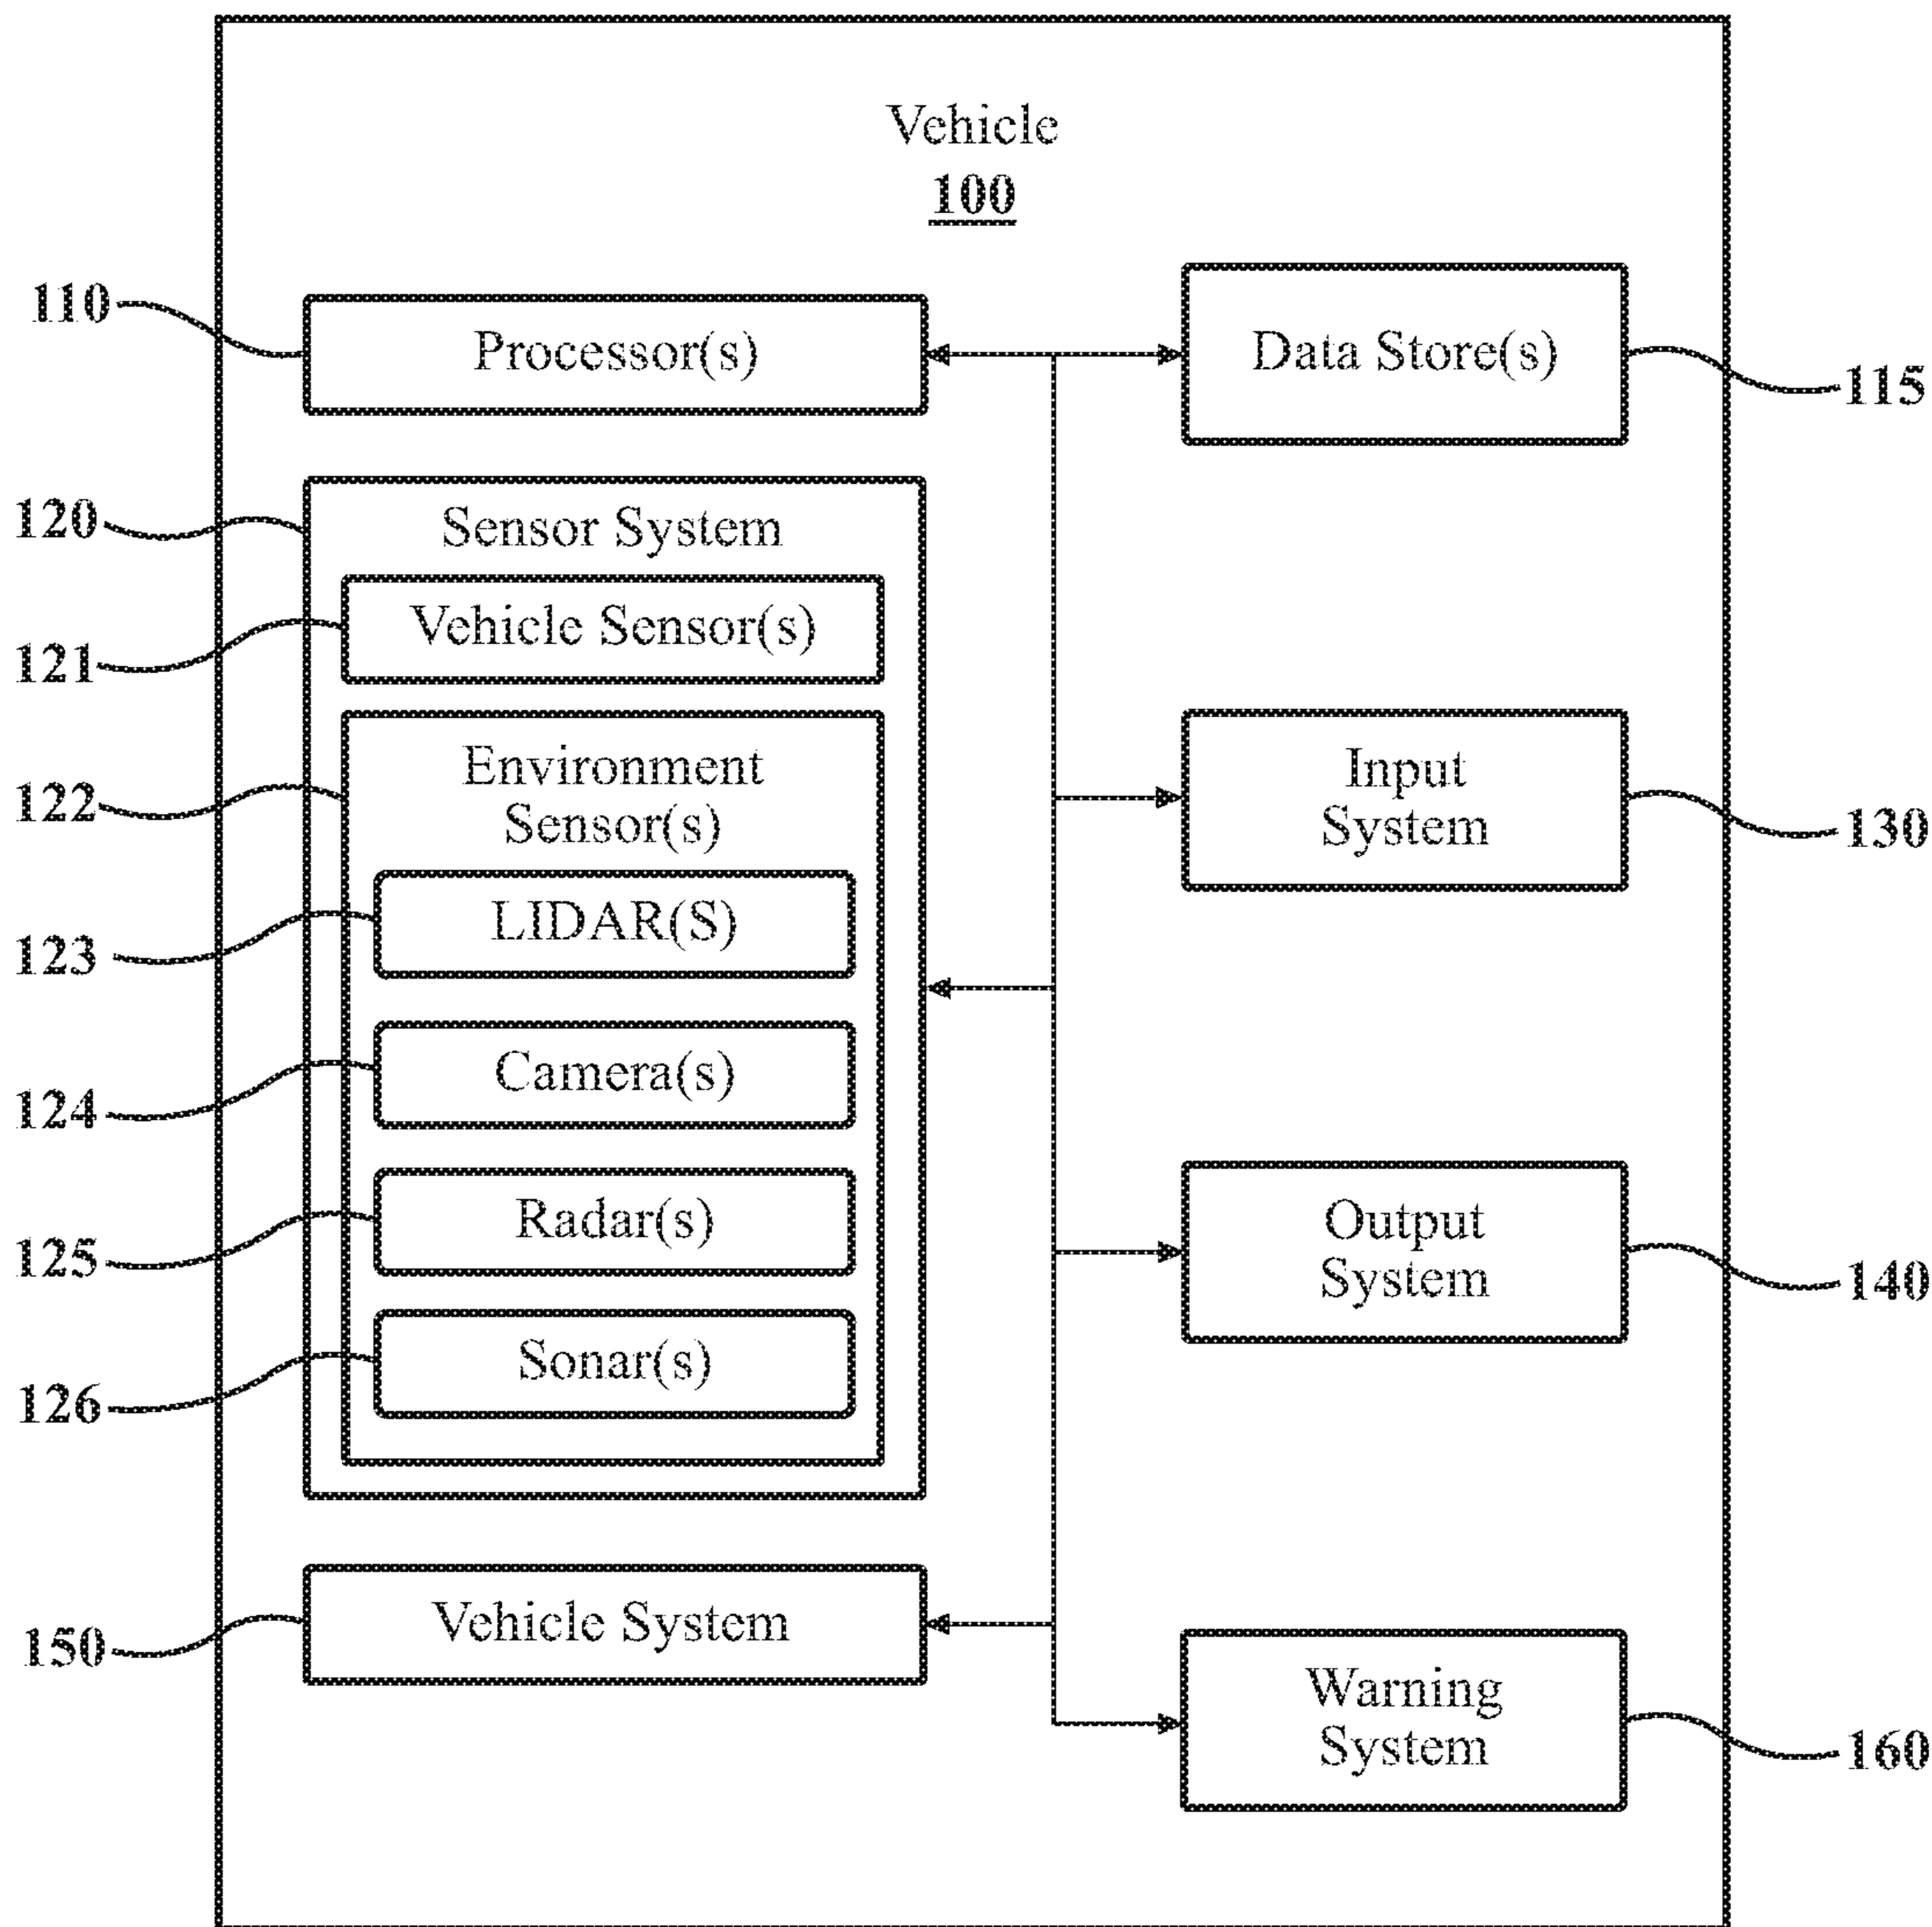 Vehicle
100
110
Processor(s)
Data Store(s)
115
120
Sensor System
121
Vehicle Sensor(s)
122
Environment
Sensor(s)
123
LIDAR(S)
124
Camera(s)
125
Radar(s)
126
Sonar(s)
Input
System
130
Output
System
140
150
Vehicle System
Warning
System
160